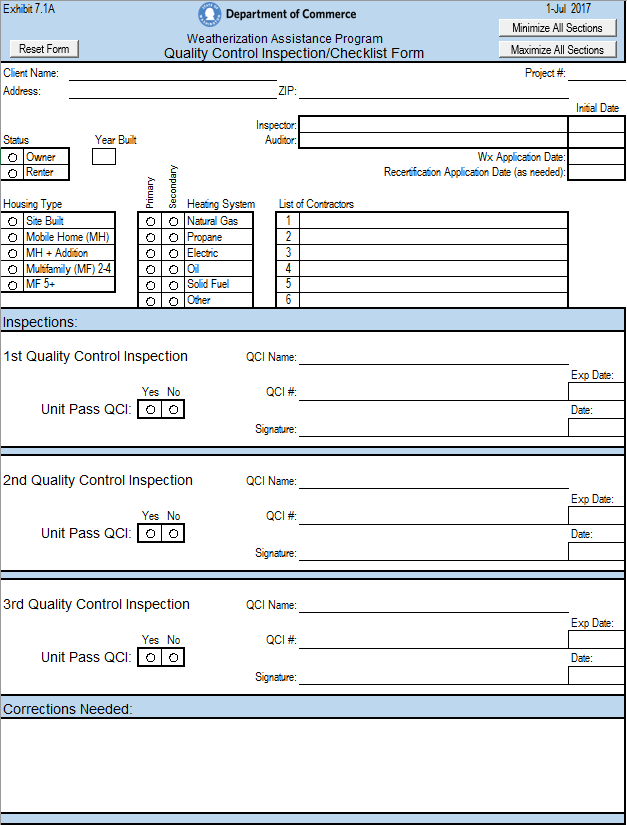 Exhibit 7.1A
Department of Commerce
1-Jul 2017
Minimize All Sections
Weatherization Assistance Program
Reset Form
Quality Control Inspection/Checklist Form
Maximize All Sections
Client Name:
Project #:
Address:
ZIP:
Initial Date
Inspector:
Status
Year Built
Auditor:
Owner
Wx Application Date:
Renter
Recertification Application Date (as needed):
Primary
Secondary
Housing Type
Heating System
List of Contractors
Site Built
Natural Gas
1
Mobile Home (MH)
Propane
2
MH + Addition
Electric
3
Multifamily (MF) 2-4
Oil
4
MF 5+
Solid Fuel
5
Other
6
Inspections:
1st Quality Control Inspection
QCI Name:
Exp Date:
Yes No
QCI #:
Unit Pass QCI:
Date:
Signature:
2nd Quality Control Inspection
QCI Name:
Exp Date:
Yes No
QCI #:
Unit Pass QCI:
Date:
Signature:
3rd Quality Control Inspection
QCI Name:
Exp Date:
Yes No
QCI #:
Unit Pass QCI:
Date:
Signature:
Corrections Needed: